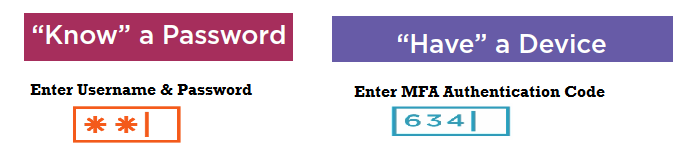 “Know” a Password
“Have” a Device
Enter Username & Password
Enter MFA Authentication Code
**|
634|